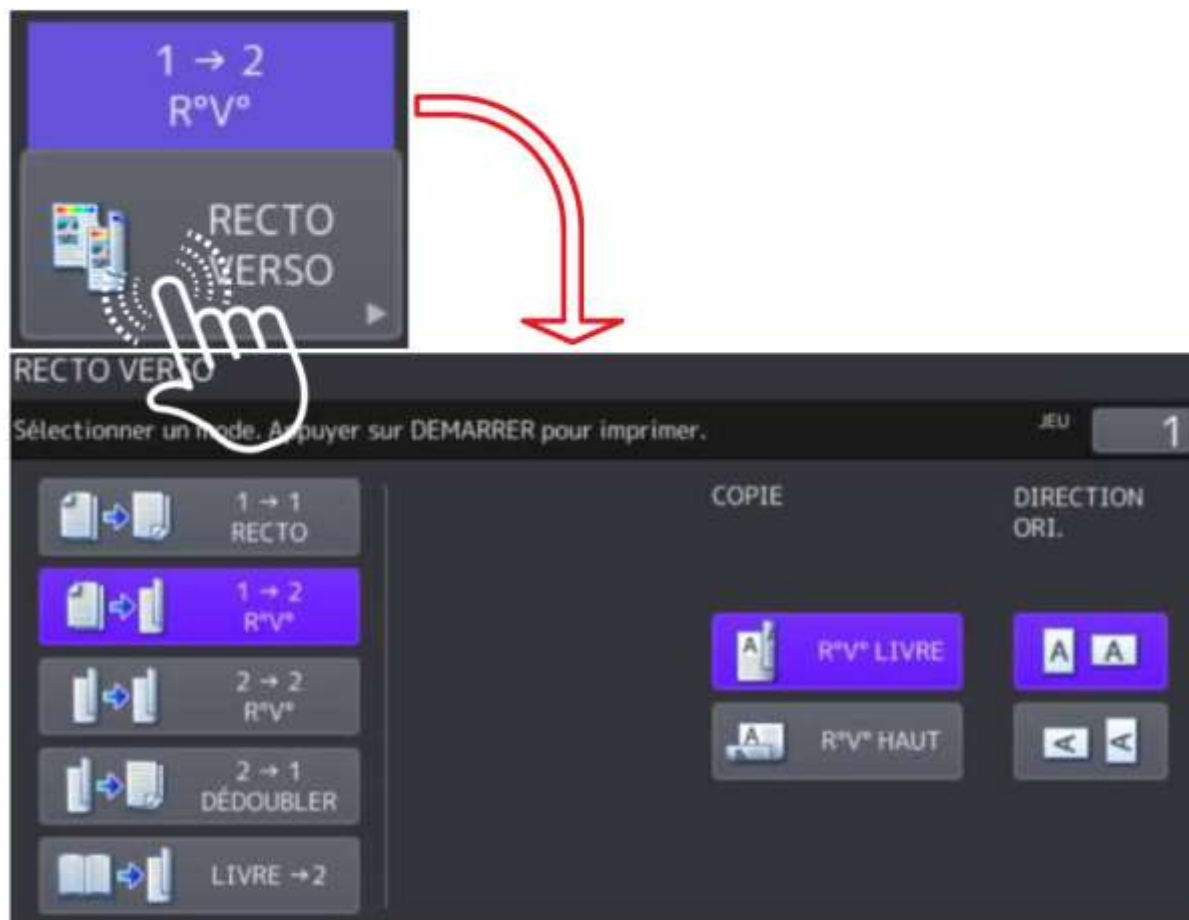 1 → 2
R°V°
RECTO
VERSO
RECTO VERSO
Sélectionner un mode. Appuyer sur DEMARRER pour imprimer.
JEU
1
1 → 1
RECTO
1 → 2
R°V°
2 → 2
R°V°
2 → 1
DÉDOUBLER
LIVRE →2
COPIE
DIRECTION
ORI.
A
R°V° LIVRE
A A
A
R°V° HAUT
A A